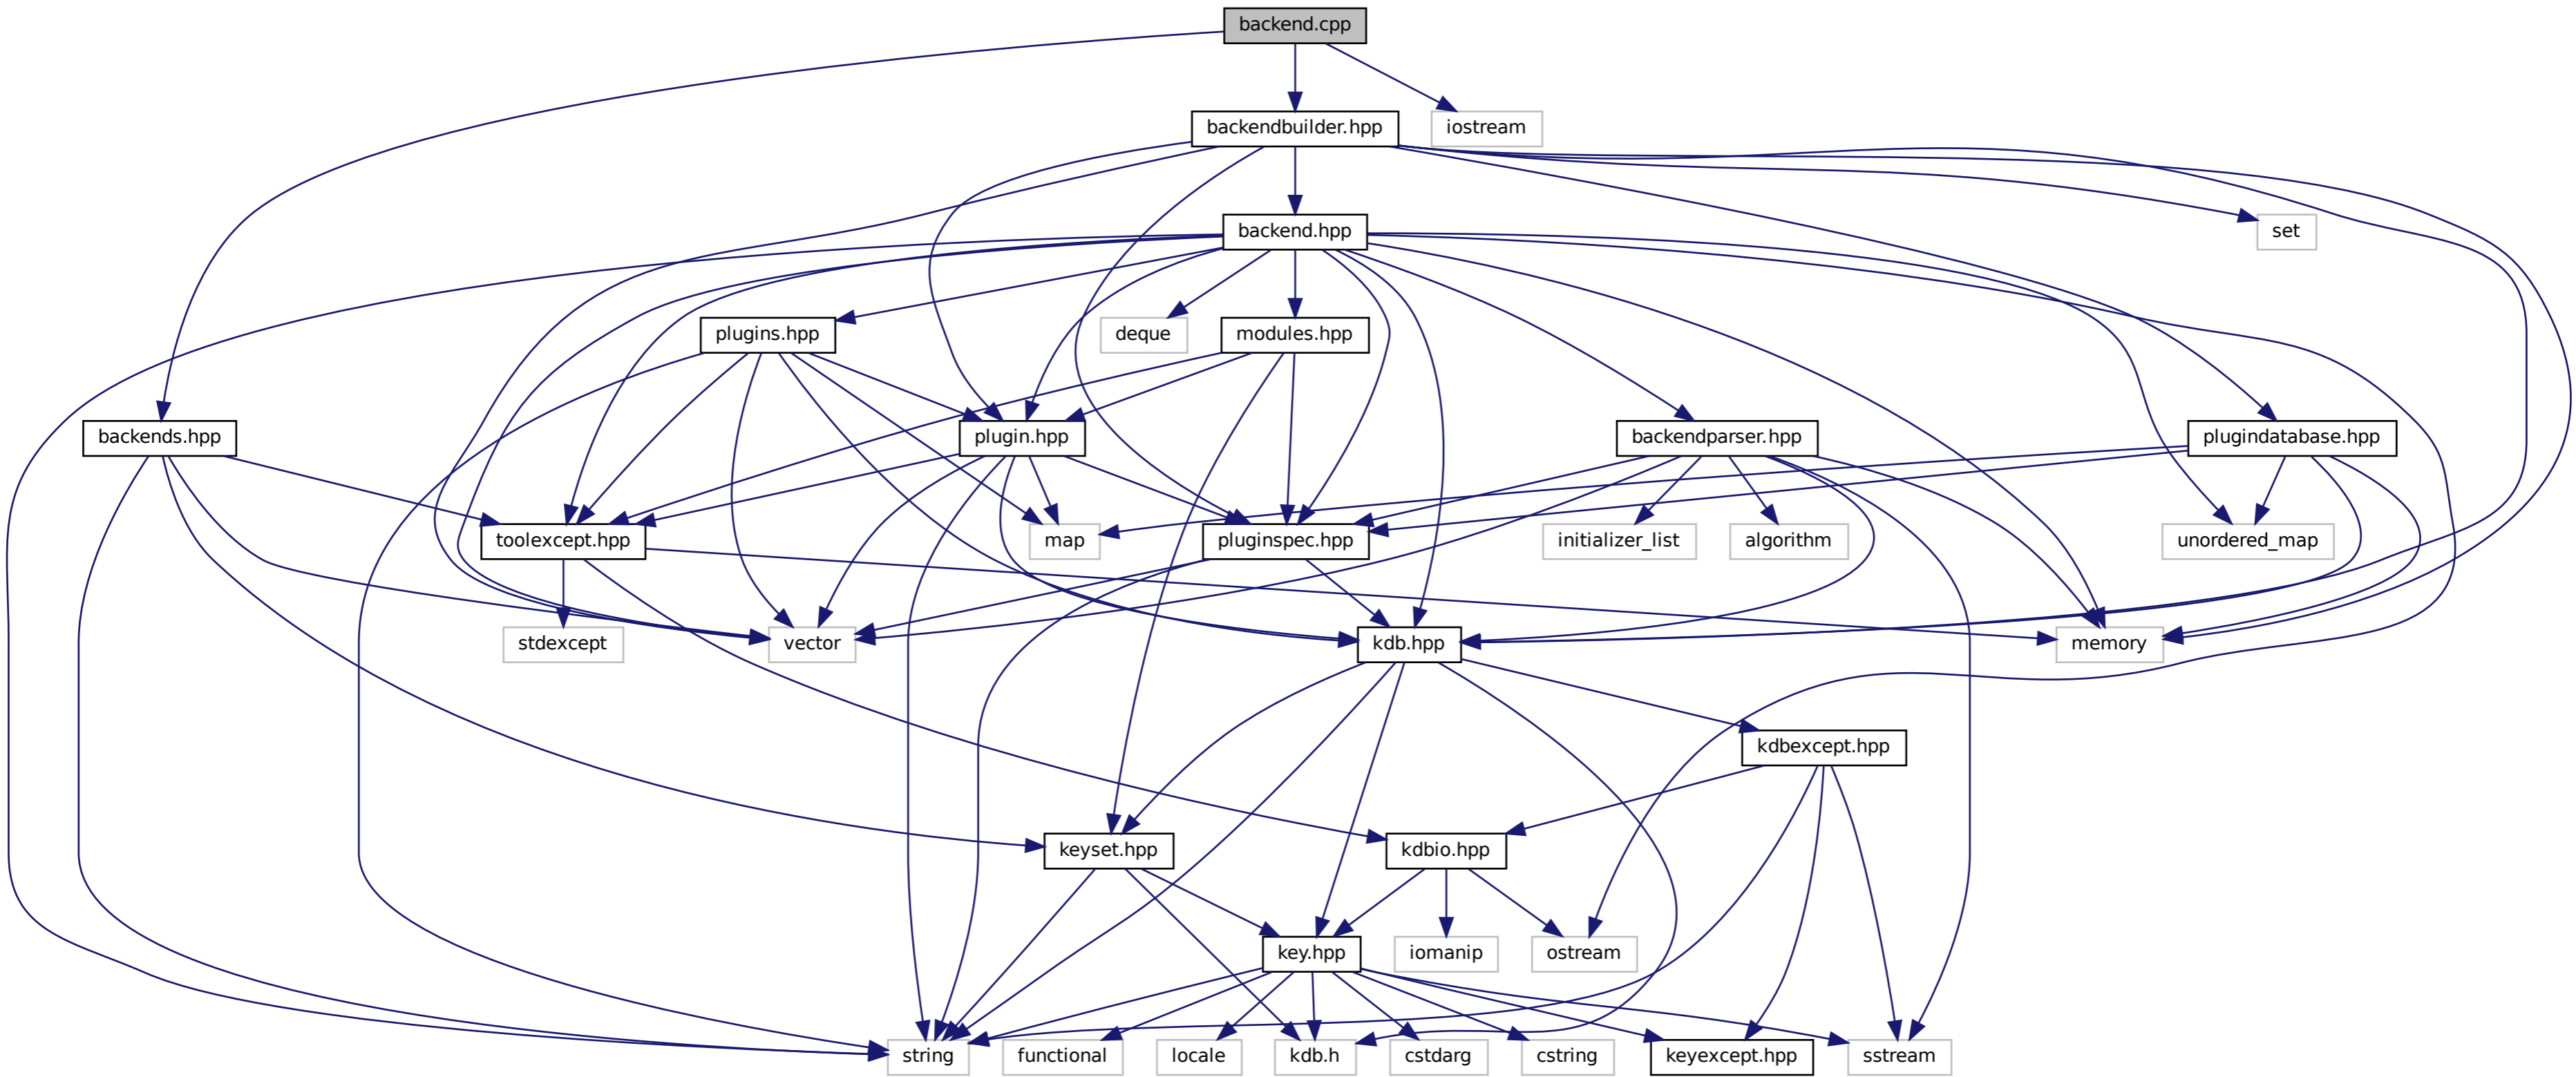 backend.cpp
backendbuilder.hpp
iostream
backend.hpp
set
plugins.hpp
deque
modules.hpp
backends.hpp
plugin.hpp
backendparser.hpp
plugindatabase.hpp
toolexcept.hpp
map
pluginspec.hpp
initializer_list
algorithm
unordered_map
stdexcept
vector
kdb.hpp
memory
kdbexcept.hpp
keyset.hpp
kdbio.hpp
key.hpp
iomanip
ostream
string
functional
locale
kdb.h
cstdarg
cstring
keyexcept.hpp
sstream